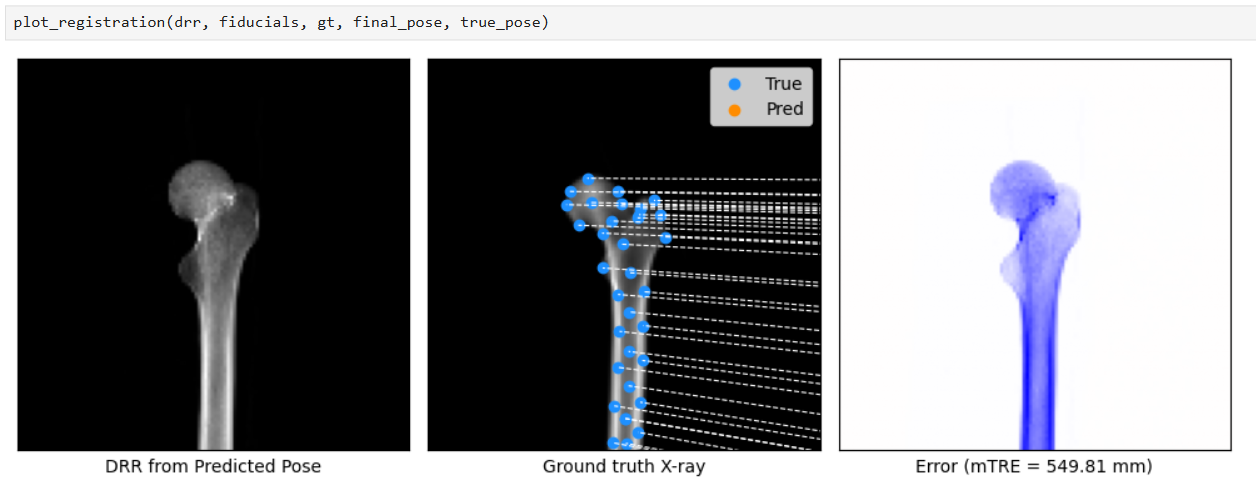 plot_registration(drr, fiducials, gt, final_pose, true_pose)
True
Pred
DRR from Predicted Pose
Ground truth X-ray
Error (mTRE = 549.81 mm)